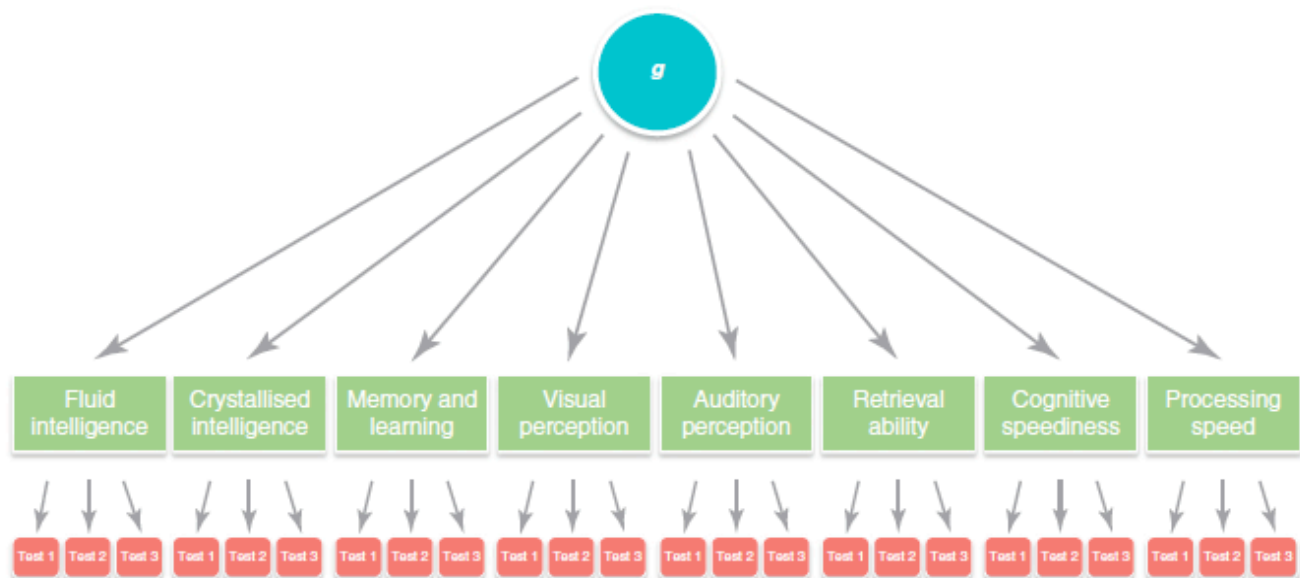 g
Fluid
intelligence
Crystallised
intelligence
Memory and
learning
Visual
perception
Auditory
perception
Retrieval
ability
Cognitive
speediness
Processing
speed
Test 1 Test 2 Test 3 Test 1 Test 2 Test 3 Test 1 Test 2 Test 3 Test 1 Test 2 Test 3 Test 1 Test 2 Test 3 Test 1 Test 2 Test 3 Test 1 Test 2 Test 3 Test 1 Test 2 Test 3